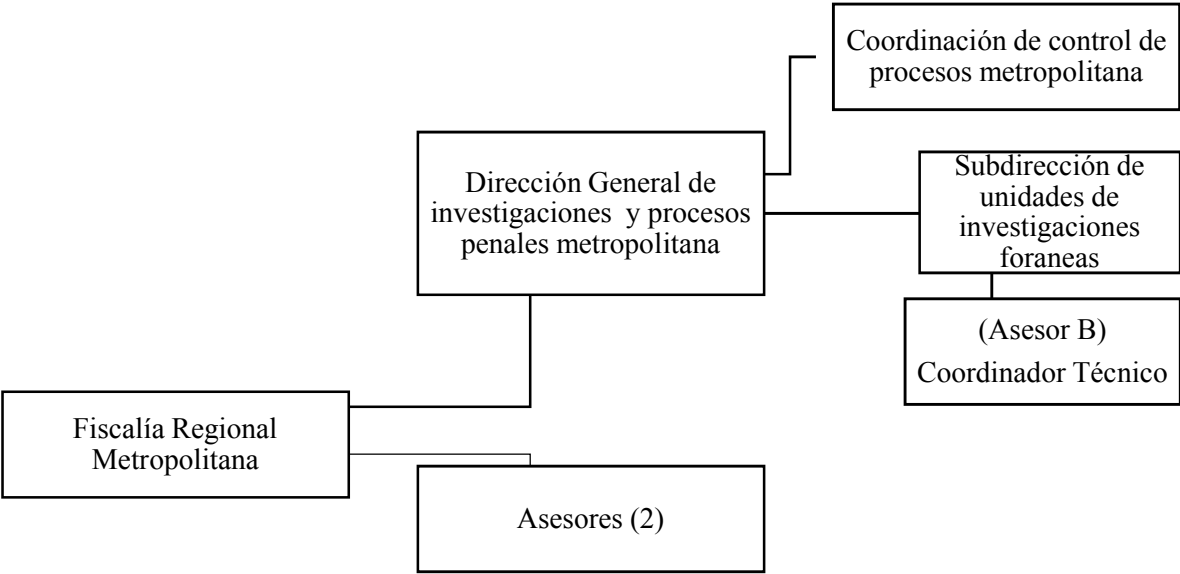 Coordinación de control de
procesos metropolitana
Dirección General de
investigaciones y procesos
penales metropolitana
Subdirección de
unidades de
investigaciones
foraneas
(Asesor B)
Coordinador Técnico
Fiscalía Regional
Metropolitana
Asesores (2)